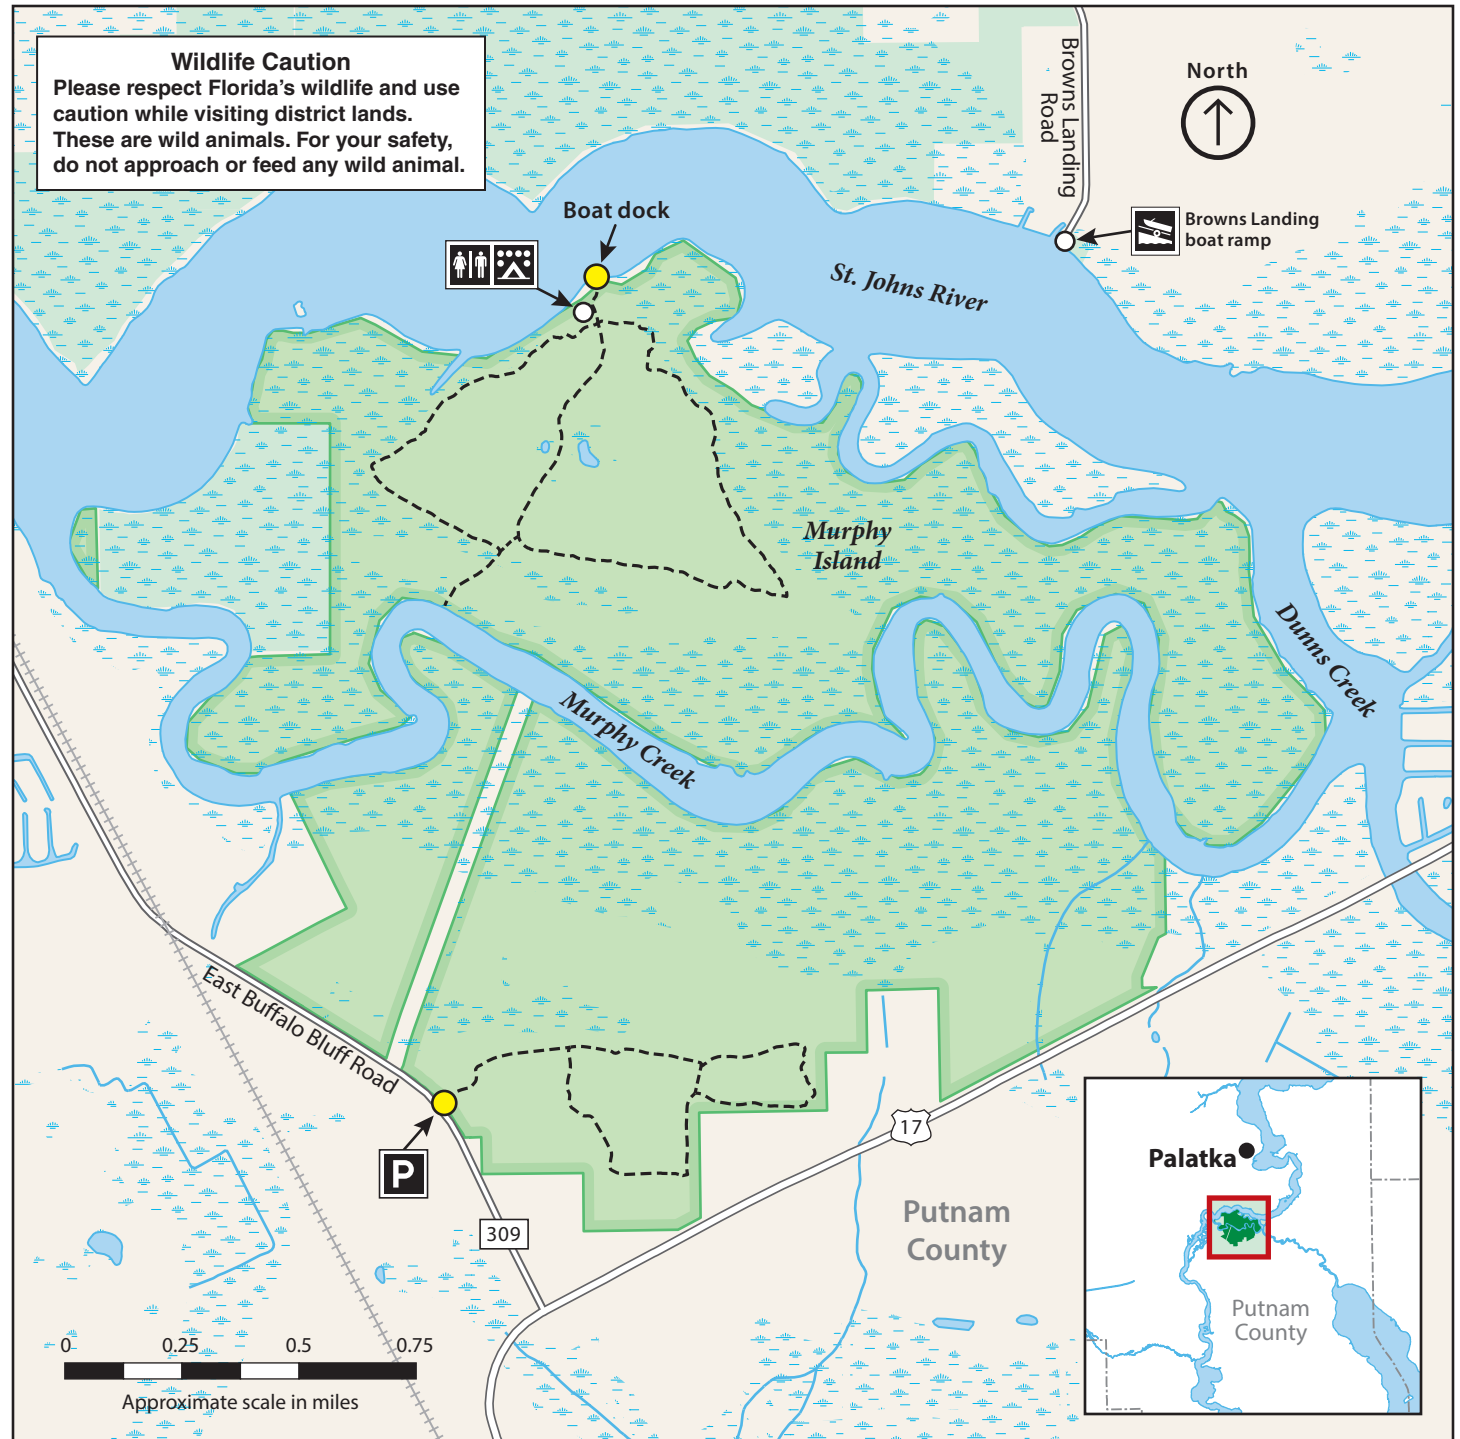 Wildlife Caution
Please respect Florida's wildlife and use
caution while visiting district lands.
These are wild animals. For your safety,
do not approach or feed any wild animal.
Browns Landing
Road
North
Boat dock
Browns Landing
boat ramp
St. Johns River
Murphy
Island
Dunns Creek
Murphy Creek
East Buffalo Bluff Road
P
17
309
Putnam
County
Palatka
Putnam
County
0 0.25 0.5 0.75
Approximate scale in miles